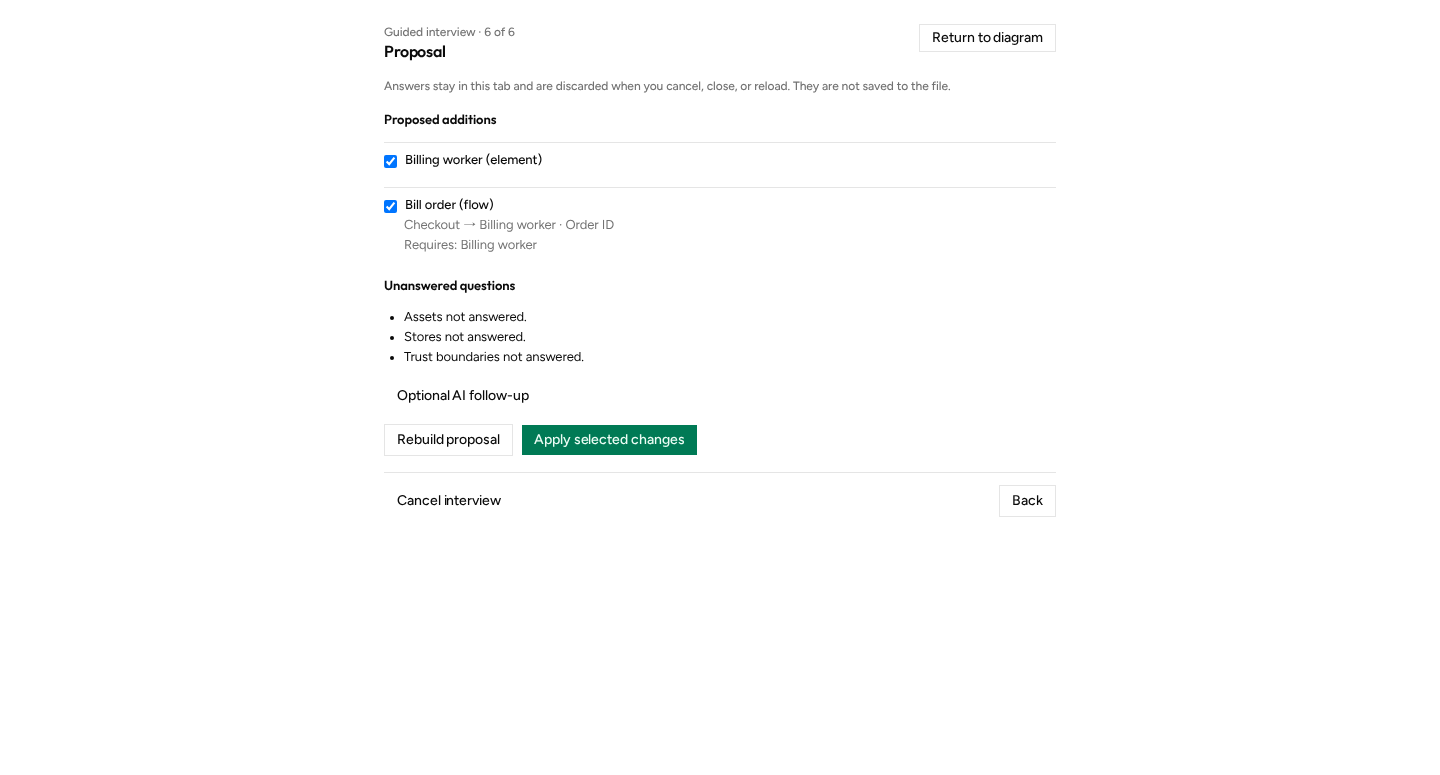 Guided interview · 6 of 6
Proposal
Return to diagram
Answers stay in this tab and are discarded when you cancel, close, or reload. They are not saved to the file.
Proposed additions
Billing worker (element)
Bill order (flow)
Checkout → Billing worker · Order ID
Requires: Billing worker
Unanswered questions
Assets not answered.
Stores not answered.
Trust boundaries not answered.
Optional AI follow-up
Rebuild proposal
Apply selected changes
Cancel interview
Back